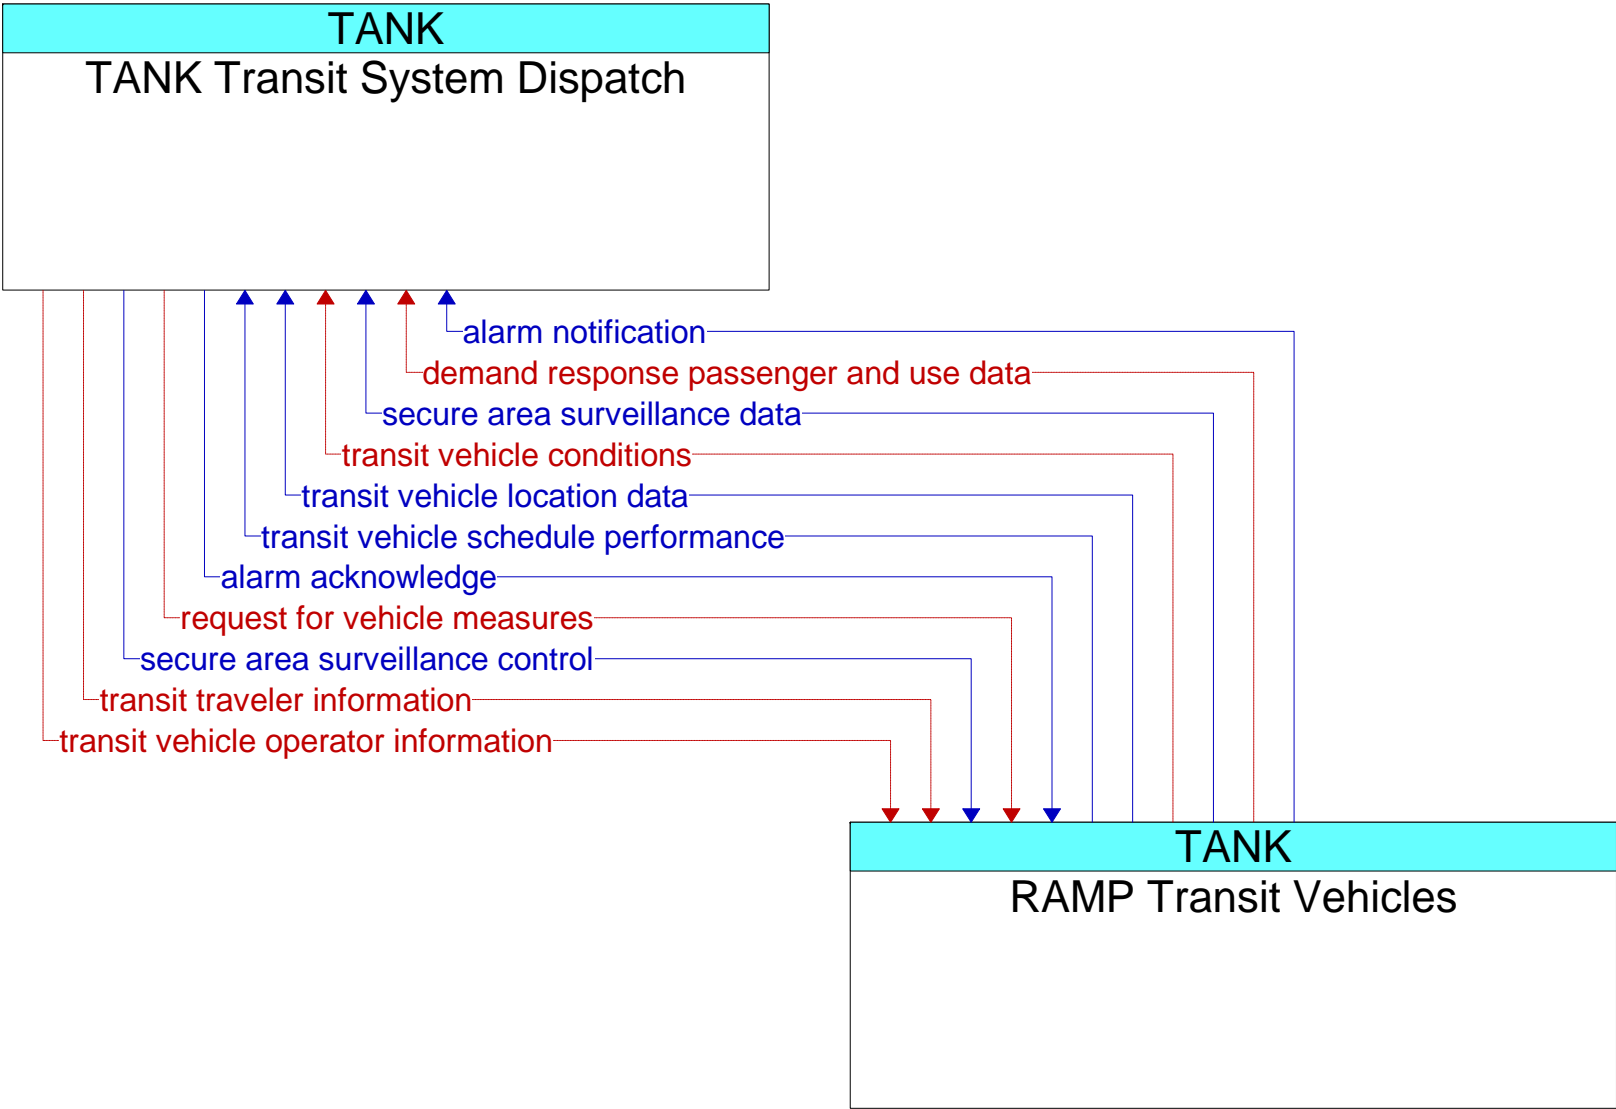 TANK
TANK Transit System Dispatch
alarm notification
demand response passenger and use data
secure area surveillance data
transit vehicle conditions
transit vehicle location data
transit vehicle schedule performance
alarm acknowledge
request for vehicle measures
secure area surveillance control
transit traveler information
transit vehicle operator information
TANK
RAMP Transit Vehicles